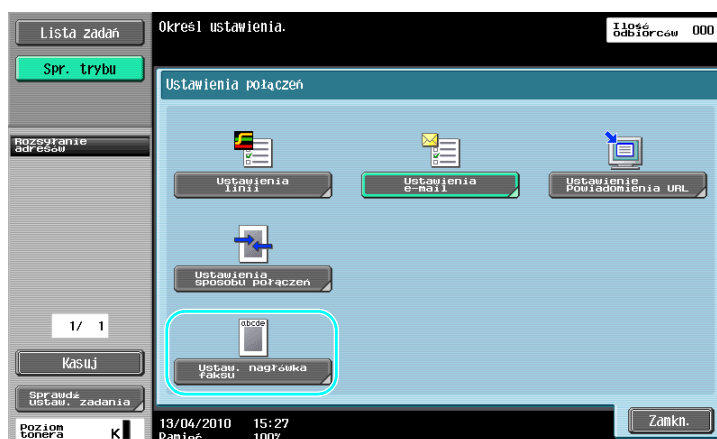 Lista zadań
Określ ustawienia.
Ilość
odbiorców
000
Spr. trybu
Ustawienia połączeń
Rozsyłanie
adresów
Ustawienia
linii
Ustawienia
e-mail
Ustawienie
Powiadomienia URL
Ustawienia
sposobu połączeń
abcde
Ustaw. nagłówka
faksu
1/ 1
Kasuj
Sprawdź
ustaw. zadania
Poziom
tonera
K
13/04/2010 15:27
Pamięć 100%
Zamkn.